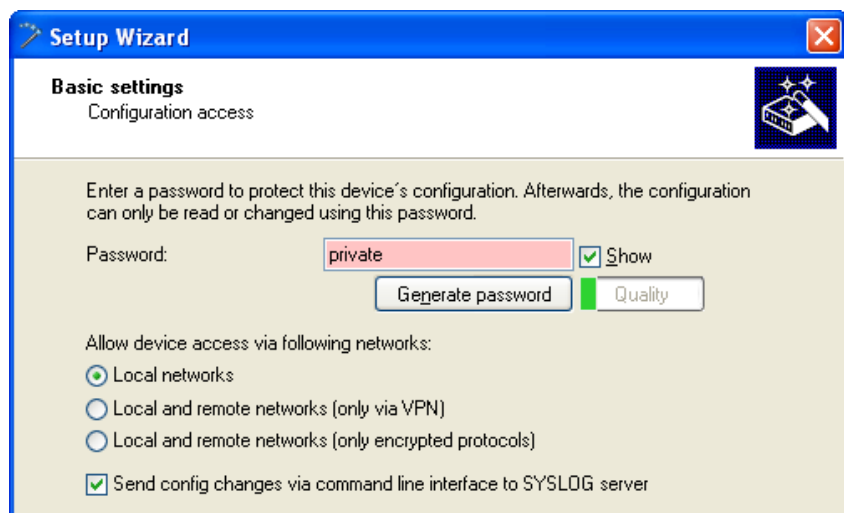 Setup Wizard
Basic settings
Configuration access
Enter a password to protect this device´s configuration. Afterwards, the configuration
can only be read or changed using this password.
Password:
private
Show
Generate password
Quality
Allow device access via following networks:
Local networks
Local and remote networks (only via VPN)
Local and remote networks (only encrypted protocols)
Send config changes via command line interface to SYSLOG server